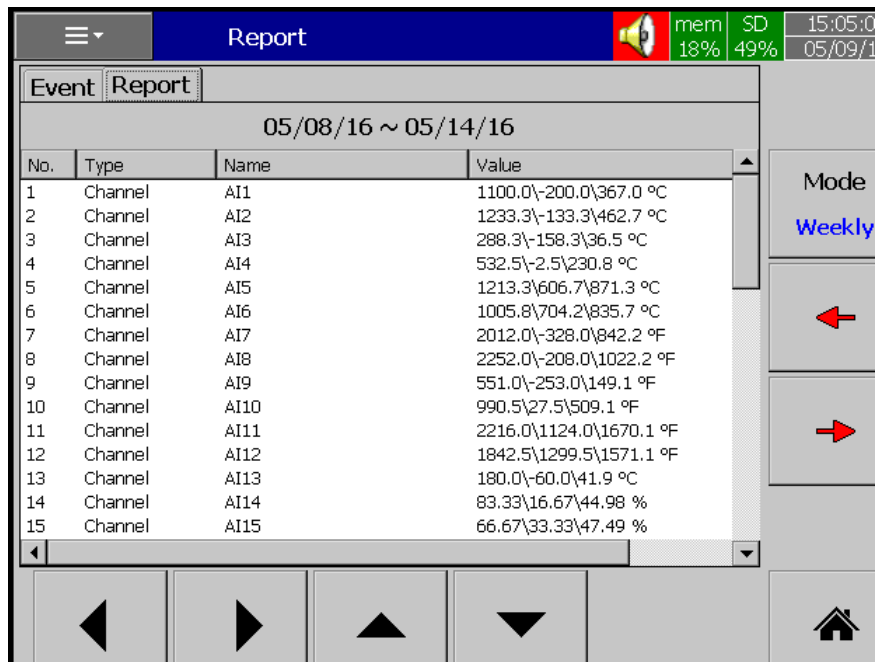 Report
mem
18%
SD
49%
15:05:0
05/09/1
Event Report
05/08/16 ~ 05/14/16
No. Type Name Value
1 Channel AI1 1100.0\-200.0\367.0 ºC
2 Channel AI2 1233.3\-133.3\462.7 ºC
3 Channel AI3 288.3\-158.3\36.5 ºC
4 Channel AI4 532.5\-2.5\230.8 ºC
5 Channel AI5 1213.3\606.7\871.3 ºC
6 Channel AI6 1005.8\704.2\835.7 ºC
7 Channel AI7 2012.0\-328.0\842.2 ºF
8 Channel AI8 2252.0\-208.0\1022.2 ºF
9 Channel AI9 551.0\-253.0\149.1 ºF
10 Channel AI10 990.5\27.5\509.1 ºF
11 Channel AI11 2216.0\1124.0\1670.1 ºF
12 Channel AI12 1842.5\1299.5\1571.1 ºF
13 Channel AI13 180.0\-60.0\41.9 ºC
14 Channel AI14 83.33\16.67\44.98 %
15 Channel AI15 66.67\33.33\47.49 %
Mode
Weekly